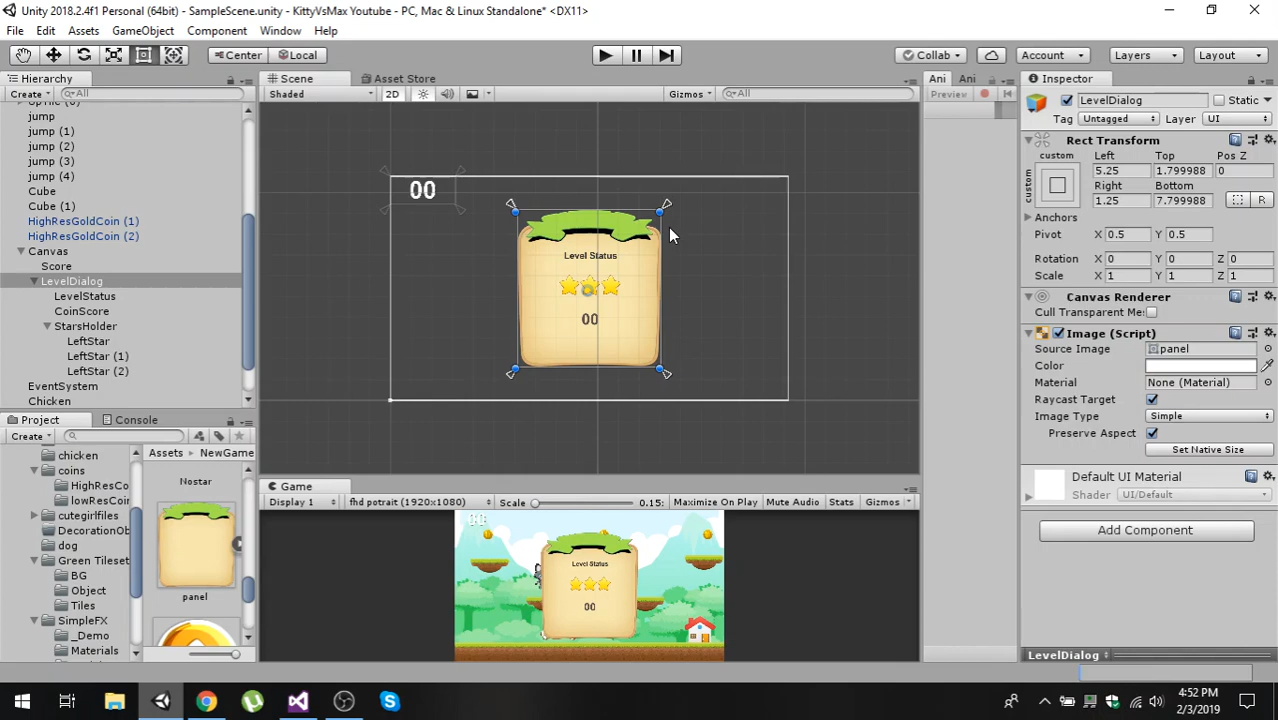 Unity 2018.2.4f1 Personal (64bit) - SampleScene.unity - KittyVsMax Youtube - PC, Mac & Linux Standalone* <DX11>
File Edit Assets GameObject Component Window Help
Center Local Collab Account Layers Layout
Hierarchy
Create All
jump
jump (1)
jump (2)
jump (3)
jump (4)
Cube
Cube (1)
HighResGoldCoin (1)
HighResGoldCoin (2)
Canvas
Score
LevelDialog
LevelStatus
CoinScore
StarsHolder
LeftStar
LeftStar (1)
LeftStar (2)
EventSystem
Chicken
Scene Asset Store
Shaded 2D Gizmos All
00
Level Status
00
Game
Display 1 fhd potrait (1920x1080) Scale 0.15: Maximize On Play Mute Audio Stats Gizmos
Level Status
00
Ani Ani
Preview
Project Console
Create
chicken
coins
HighResCo
lowResCoin
cutegirlfiles
DecorationOb
dog
Green Tileset
BG
Object
Tiles
SimpleFX
_Demo
Materials
Assets NewGame
Nostar
panel
Inspector
LevelDialog Static
Tag Untagged Layer UI
Rect Transform
custom Left Top Pos Z
custom 5.25 1.799988 0
Right Bottom
1.25 7.799988 R
Anchors
Pivot X 0.5 Y 0.5
Rotation X 0 Y 0 Z 0
Scale X 1 Y 1 Z 1
Canvas Renderer
Cull Transparent Me
Image (Script)
Source Image panel
Color
Material None (Material)
Raycast Target
Image Type Simple
Preserve Aspect
Set Native Size
Default UI Material
Shader UI/Default
Add Component
LevelDialog
4:52 PM
2/3/2019